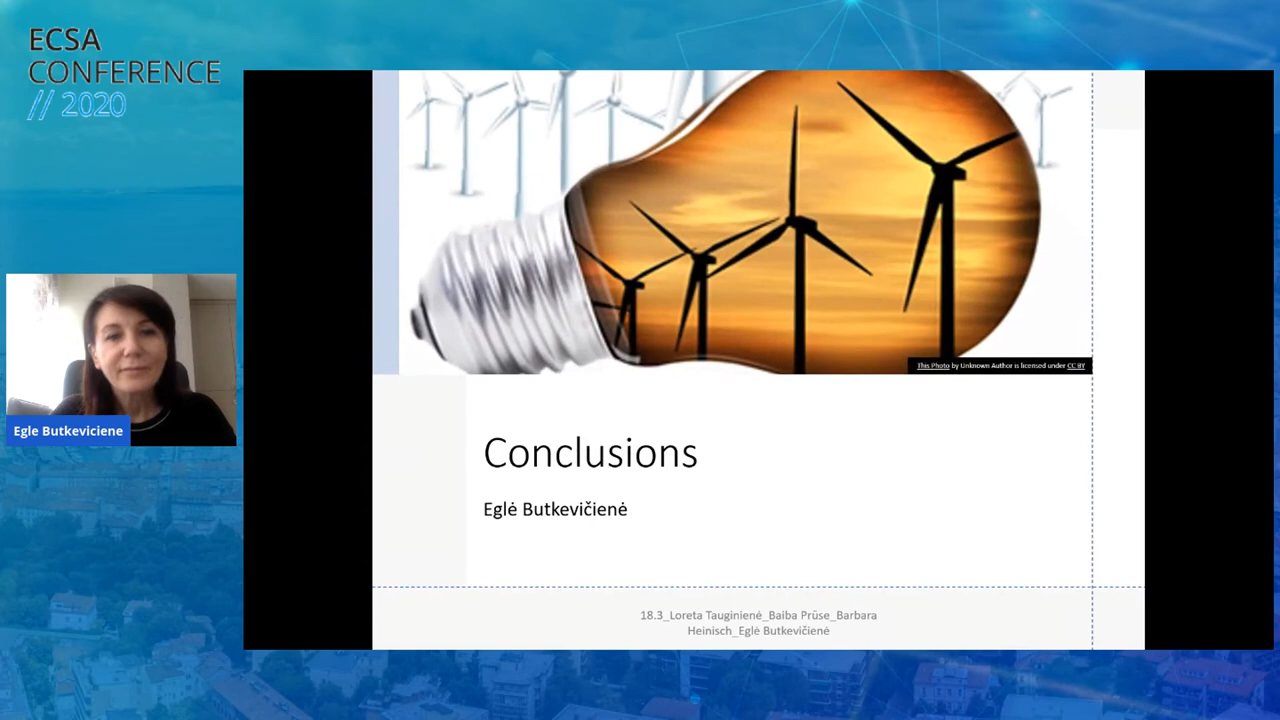 ECSA
CONFERENCE
// 2020
Egle Butkeviciene
This Photo by Unknown Author is licensed under CC BY
Conclusions
Eglė Butkevičienė
18.3_Loreta Tauginienė_Baiba Prūse_Barbara
Heinisch_Eglė Butkevičienė